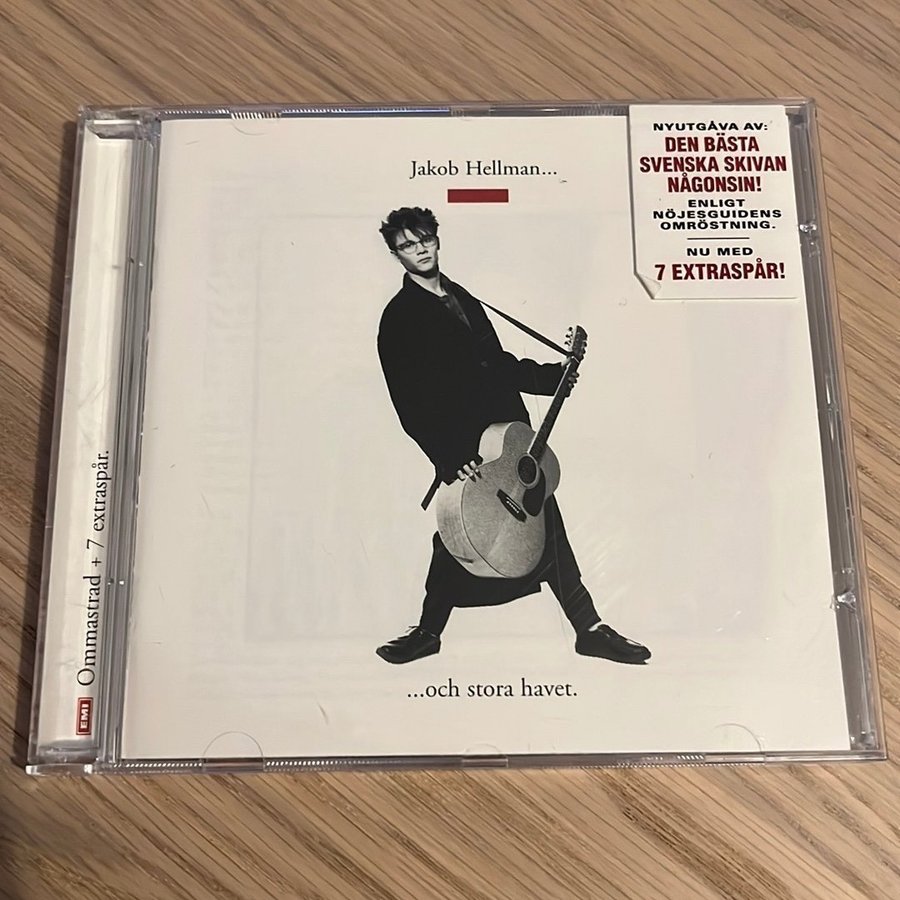 Jakob Hellman...
NYUTGÅVA AV:
DEN BÄSTA
SVENSKA SKIVAN
NÅGONSIN!
ENLIGT
NÖJESGUIDENS
OMRÖSTNING.
NU MED
7 EXTRASPÅR!
...och stora havet.
EMI
Ommastrad + 7 extraspår.